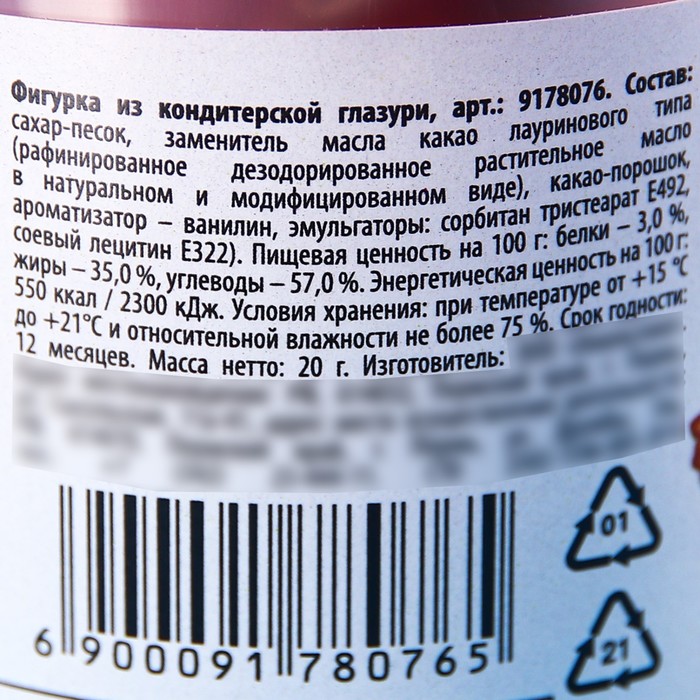 Фигурка из кондитерской глазури, арт.: 9178076. Состав:
сахар-песок, заменитель масла какао лауринового типа
(рафинированное дезодорированное растительное масло
в натуральном и модифицированном виде), какао-порошок,
ароматизатор – ванилин, эмульгаторы: сорбитан тристеарат Е492,
соевый лецитин Е322). Пищевая ценность на 100 г: белки – 3,0 %,
жиры – 35,0 %, углеводы – 57,0 %. Энергетическая ценность на 100 г:
550 ккал / 2300 кДж. Условия хранения: при температуре от +15 °С
до +21°С и относительной влажности не более 75 %. Срок годности:
12 месяцев. Масса нетто: 20 г. Изготовитель:
01
6 900091 780765
21